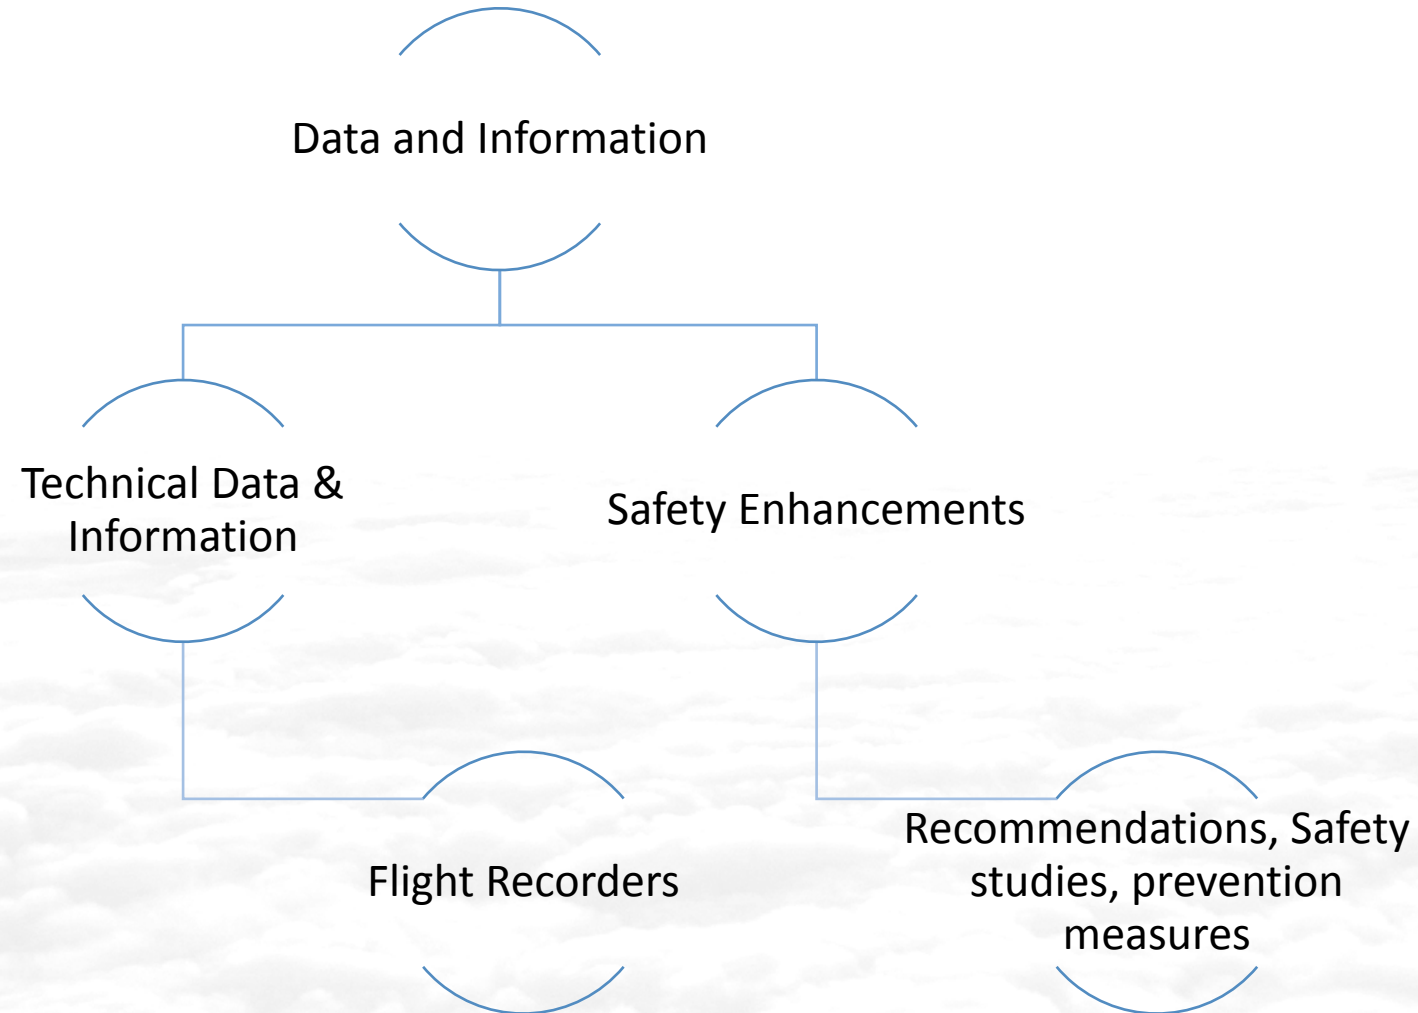 Data and Information
Technical Data &
Information
Safety Enhancements
Flight Recorders
Recommendations, Safety
studies, prevention
measures